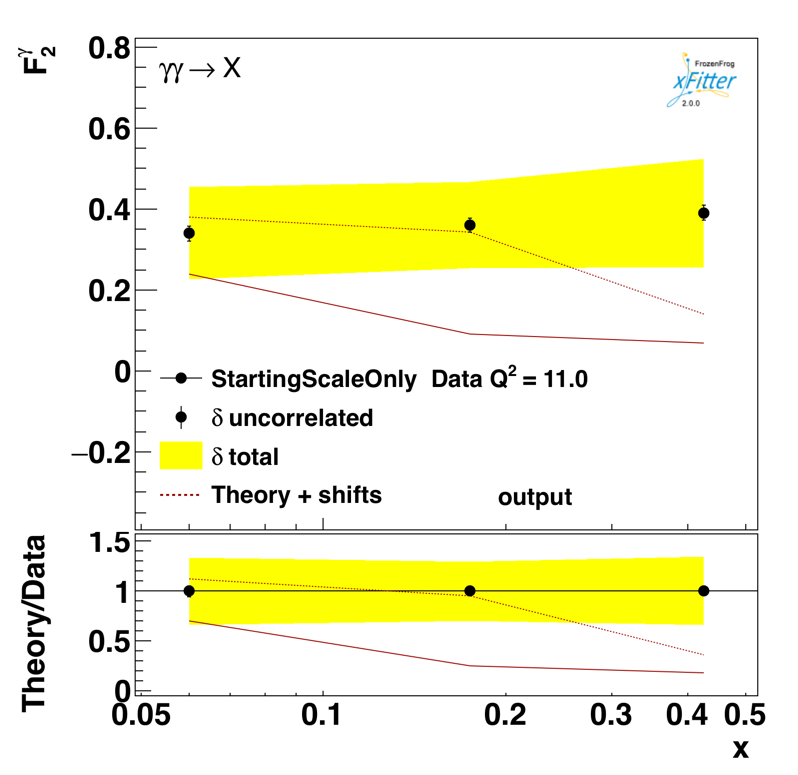 F₂^γ
0.8
0.6
0.4
0.2
0
−0.2
γγ → X
FrozenFrog
xFitter
2.0.0
StartingScaleOnly Data Q² = 11.0
δ uncorrelated
δ total
Theory + shifts
output
Theory/Data
1.5
1
0.5
0
0.05 0.1 0.2 0.3 0.4 0.5
x